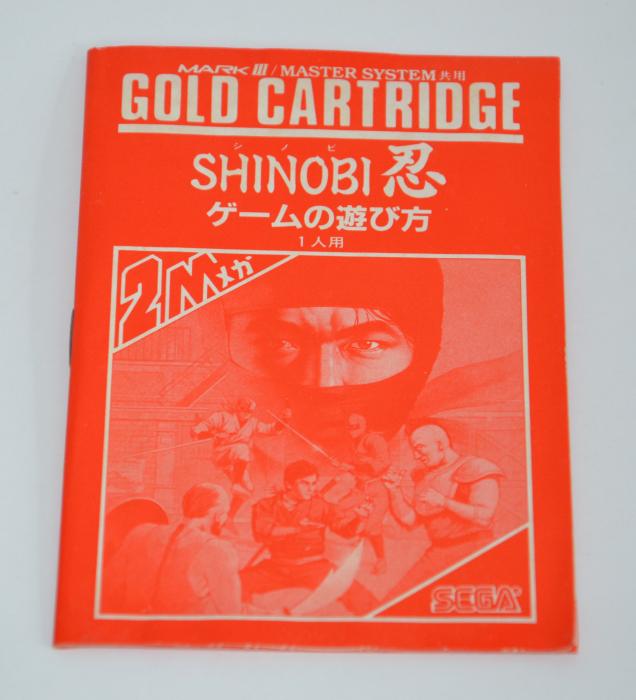 MARK III / MASTER SYSTEM 共用
GOLD CARTRIDGE
シノビ
SHINOBI 忍
ゲームの遊び方
1人用
2Mメガ
SEGA